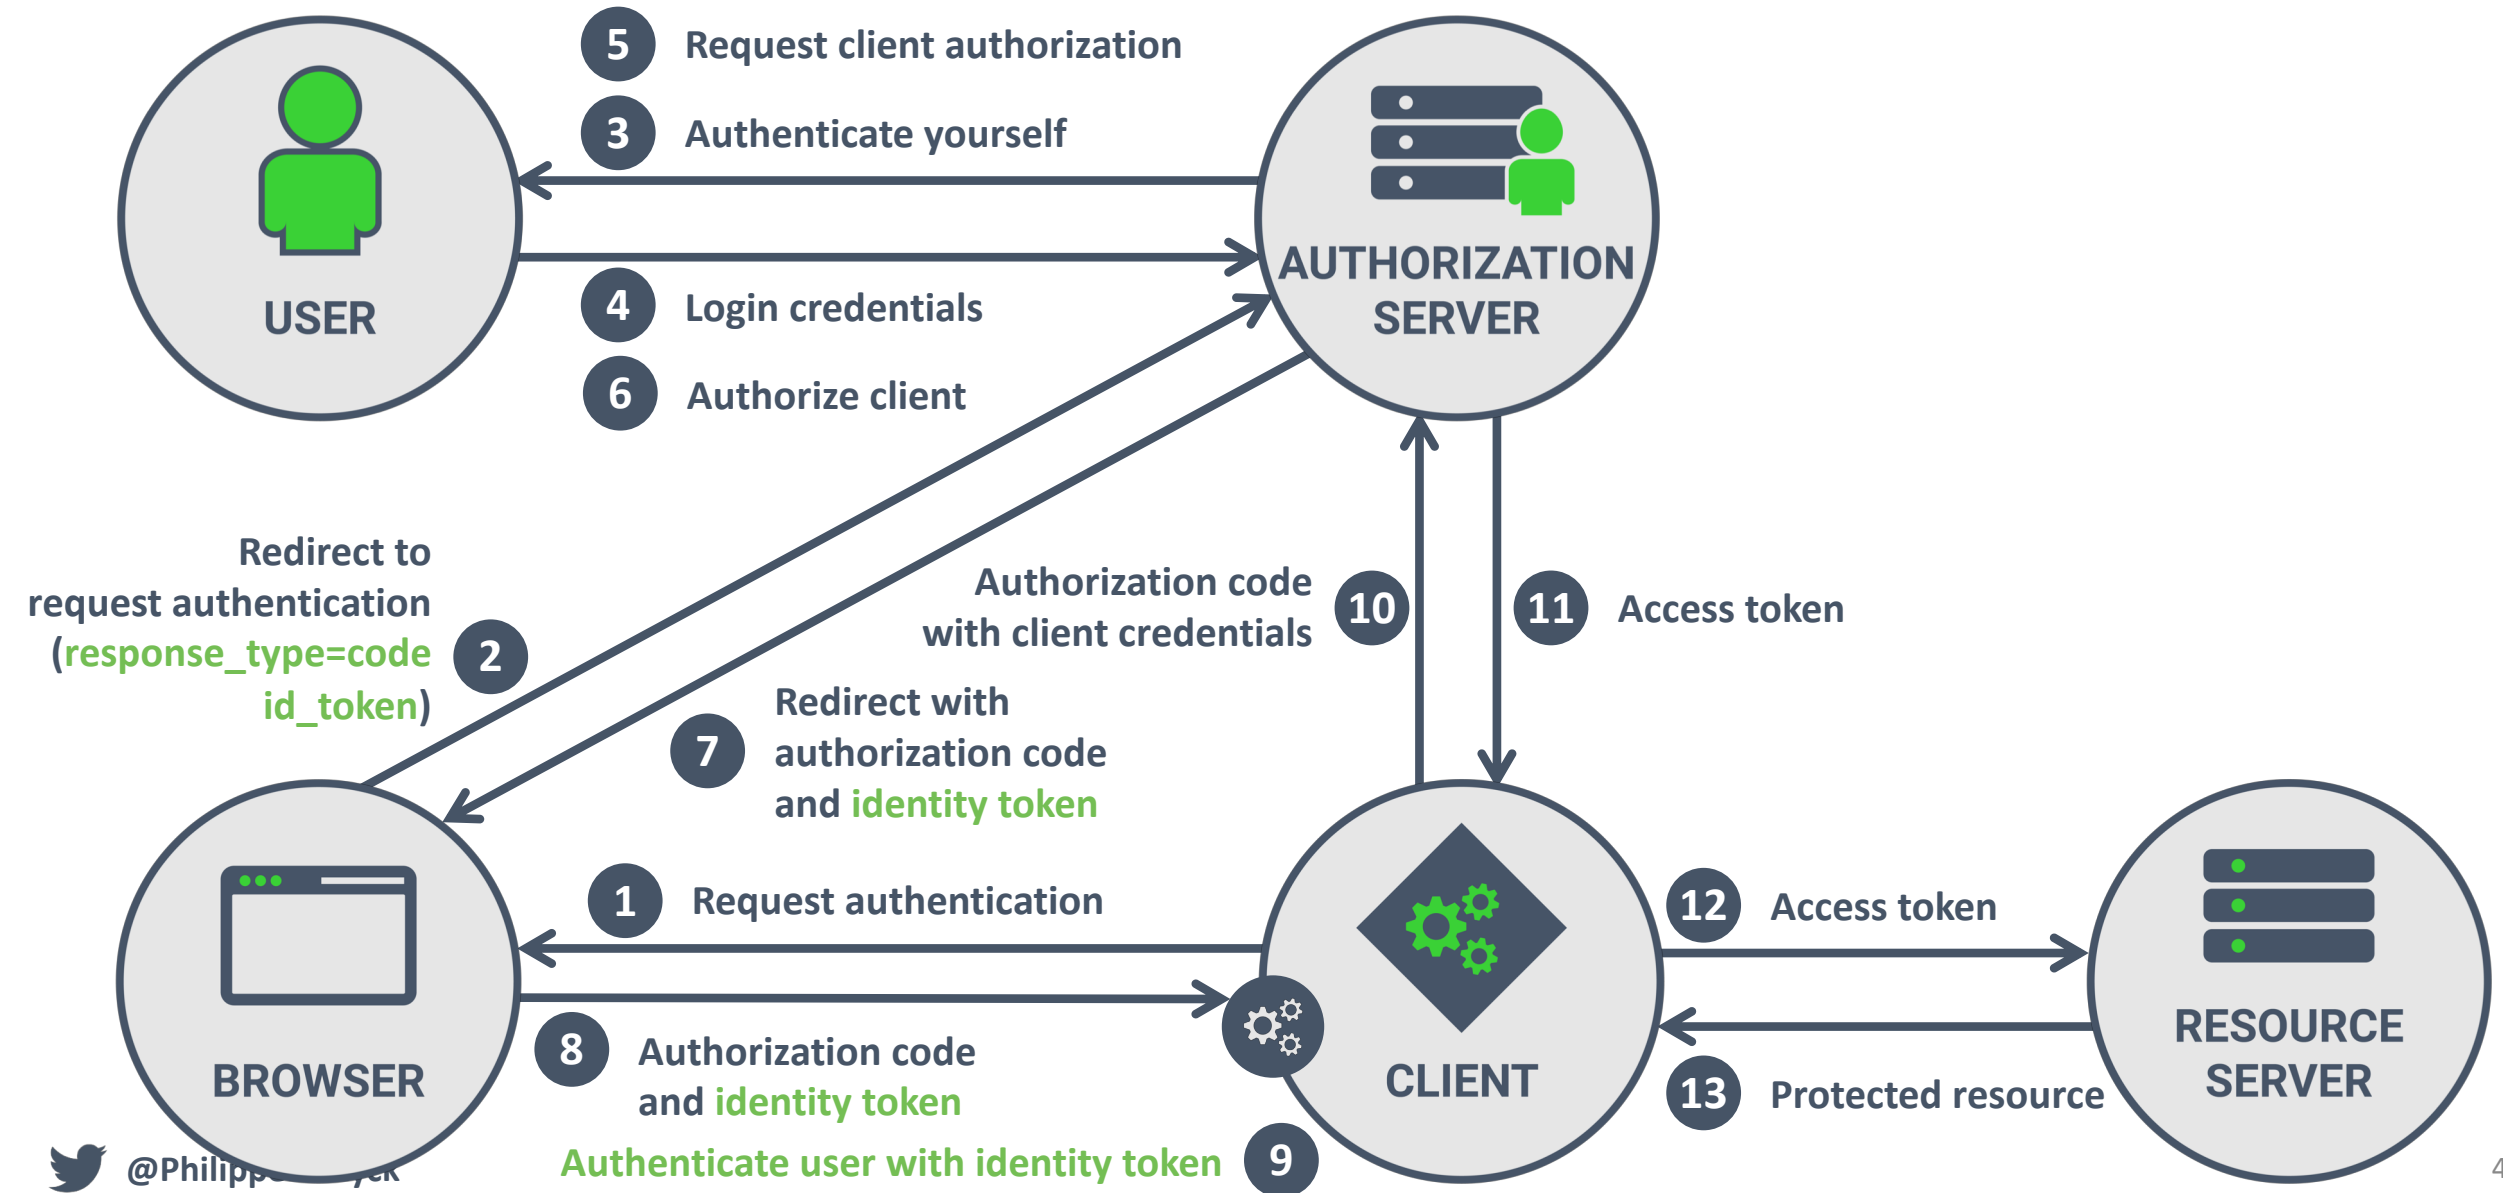 5 Request client authorization
3 Authenticate yourself
USER
AUTHORIZATION
SERVER
4 Login credentials
6 Authorize client
Redirect to
request authentication
(response_type=code
id_token)
2
Authorization code
with client credentials
10
11 Access token
7
Redirect with
authorization code
and identity token
1 Request authentication
12 Access token
BROWSER
8
Authorization code
and identity token
CLIENT
RESOURCE
SERVER
13 Protected resource
Authenticate user with identity token 9
4